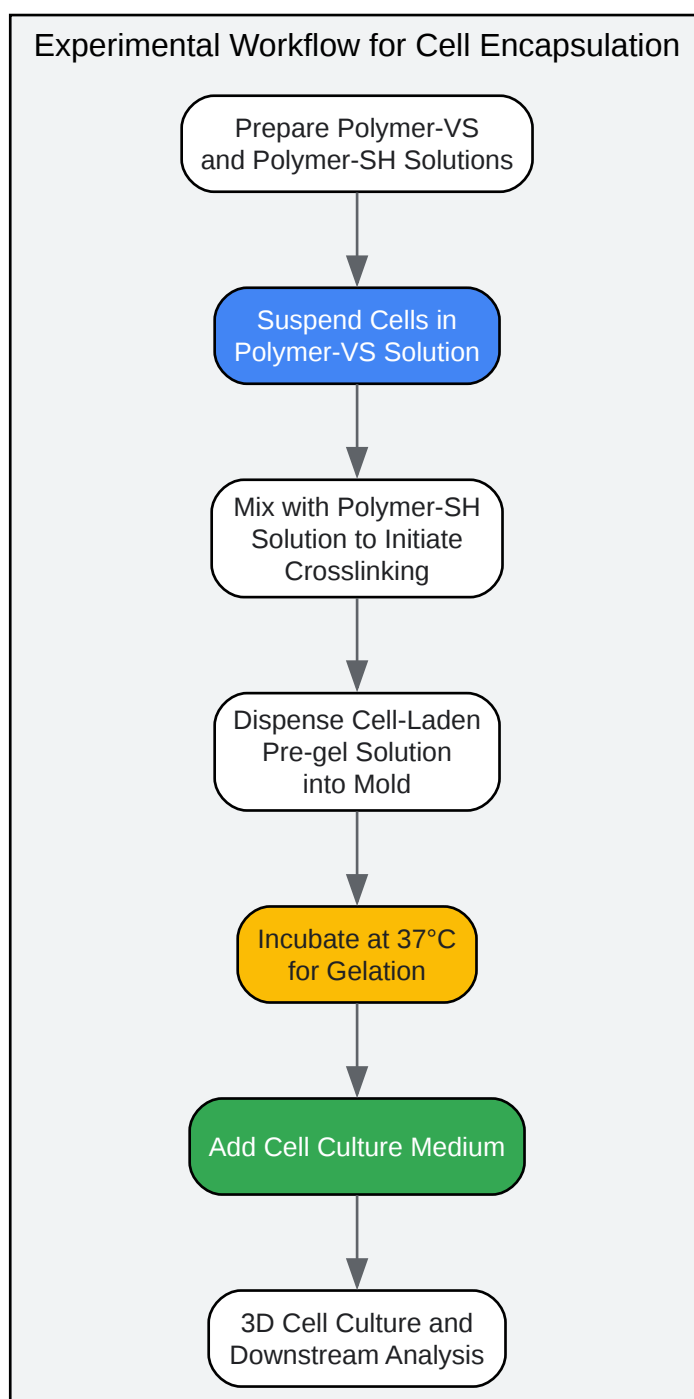 Experimental Workflow for Cell Encapsulation
Prepare Polymer-VS
and Polymer-SH Solutions
Suspend Cells in
Polymer-VS Solution
Mix with Polymer-SH
Solution to Initiate
Crosslinking
Dispense Cell-Laden
Pre-gel Solution
into Mold
Incubate at 37°C
for Gelation
Add Cell Culture Medium
3D Cell Culture and
Downstream Analysis